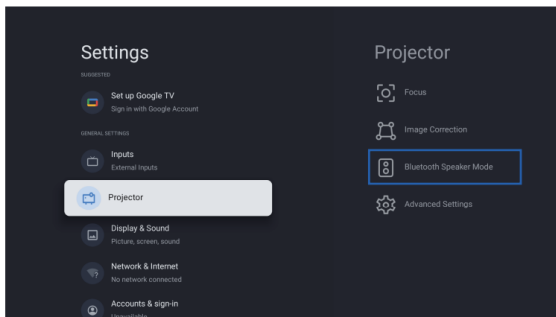 Settings
SUGGESTED
Set up Google TV
Sign in with Google Account
GENERAL SETTINGS
Inputs
External Inputs
Projector
Display & Sound
Picture, screen, sound
Network & Internet
No network connected
Accounts & sign-in
Unavailable
Projector
Focus
Image Correction
Bluetooth Speaker Mode
Advanced Settings